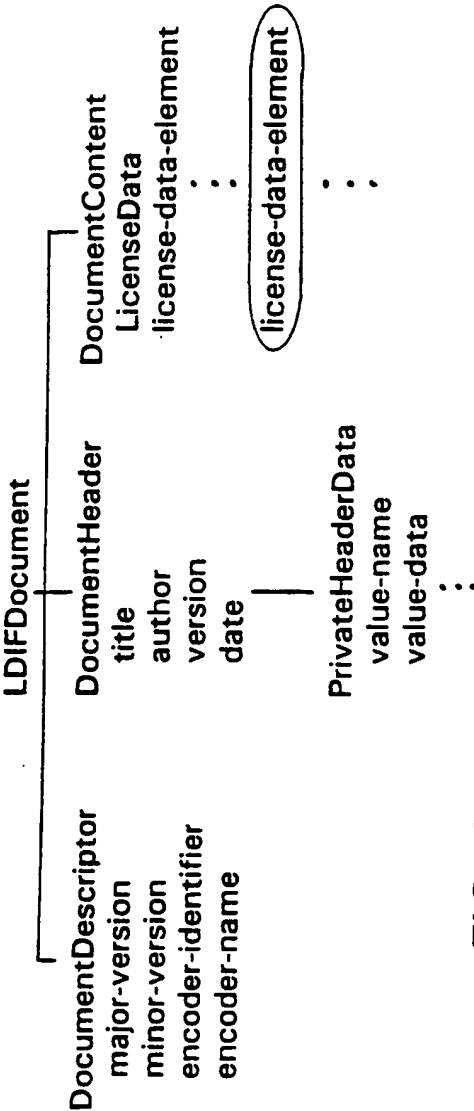 LDIFDocument
DocumentDescriptor
major-version
minor-version
encoder-identifier
encoder-name
DocumentHeader
title
author
version
date
PrivateHeaderData
value-name
value-data
DocumentContent
LicenseData
license-data-element
license-data-element